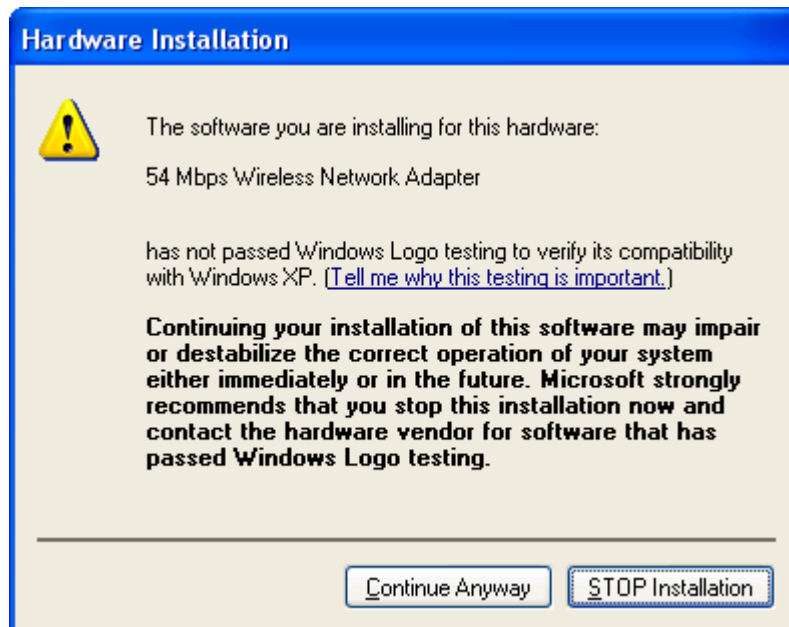 Hardware Installation
The software you are installing for this hardware:
54 Mbps Wireless Network Adapter
has not passed Windows Logo testing to verify its compatibility
with Windows XP. (Tell me why this testing is important.)
Continuing your installation of this software may impair
or destabilize the correct operation of your system
either immediately or in the future. Microsoft strongly
recommends that you stop this installation now and
contact the hardware vendor for software that has
passed Windows Logo testing.
Continue Anyway STOP Installation